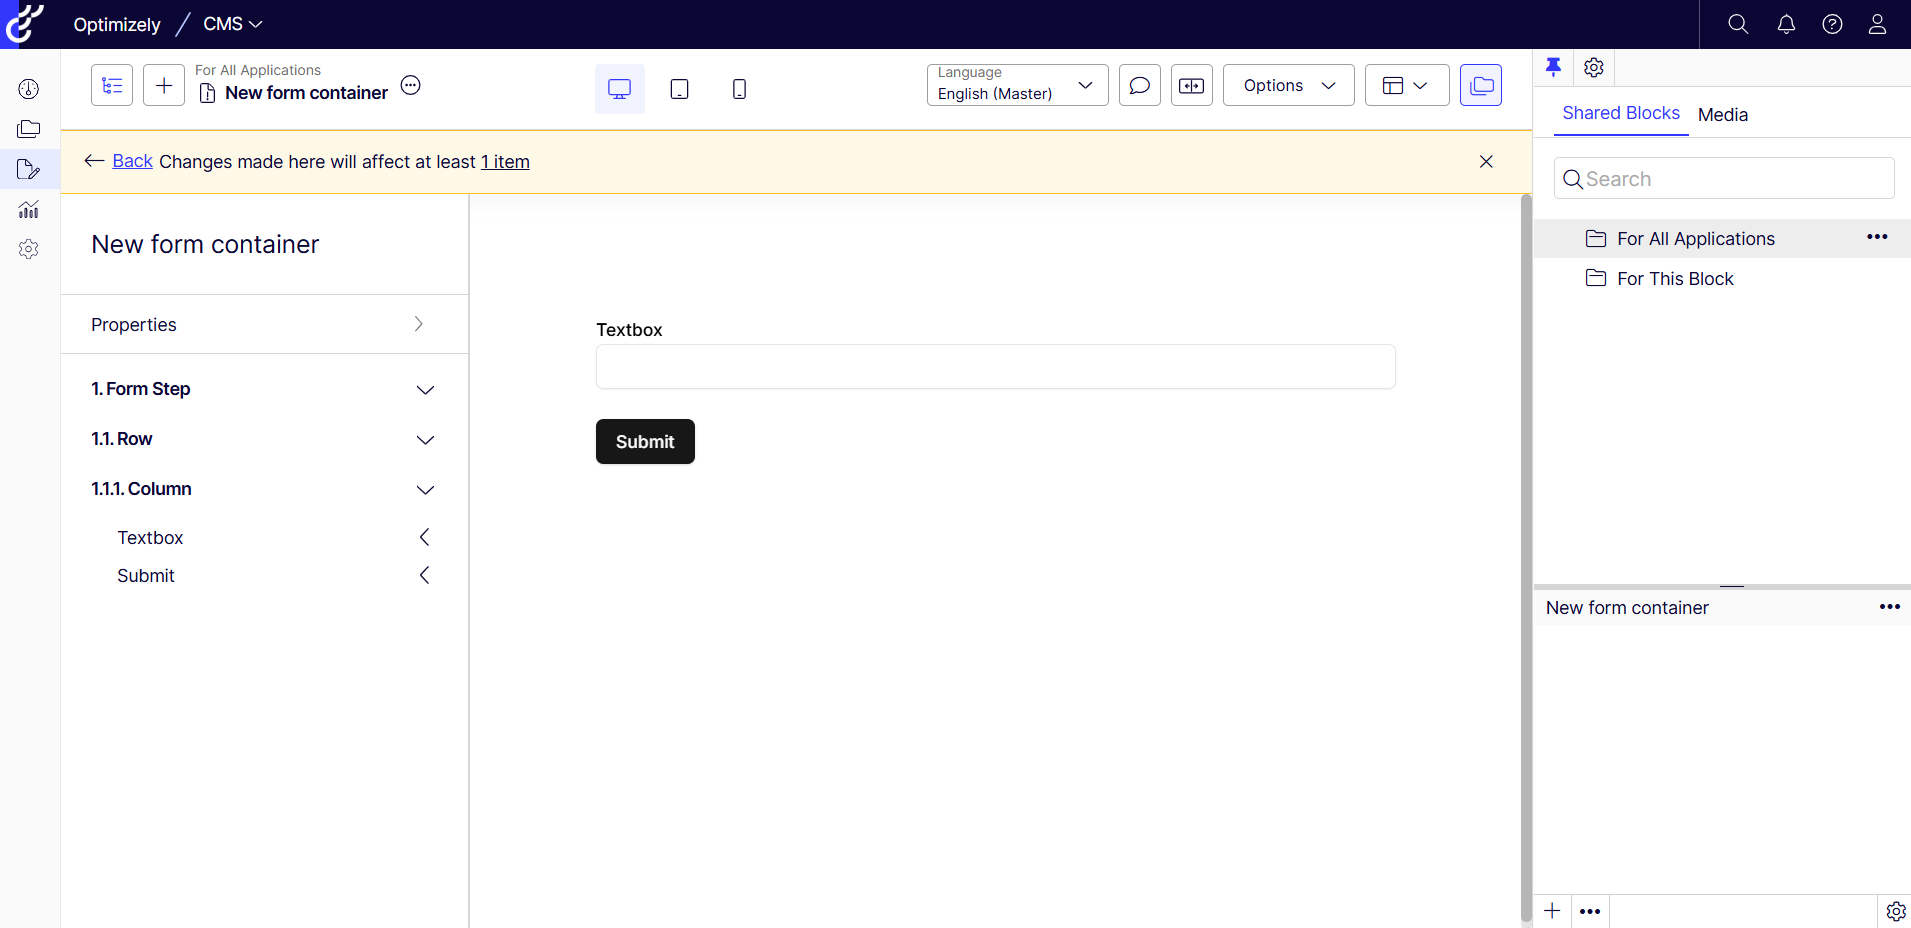 Optimizely
CMS
For All Applications
New form container
Language
English (Master)
Options
Back Changes made here will affect at least 1 item
New form container
Properties
1. Form Step
1.1. Row
1.1.1. Column
Textbox
Submit
Textbox
Submit
Shared Blocks
Media
Search
For All Applications
For This Block
New form container